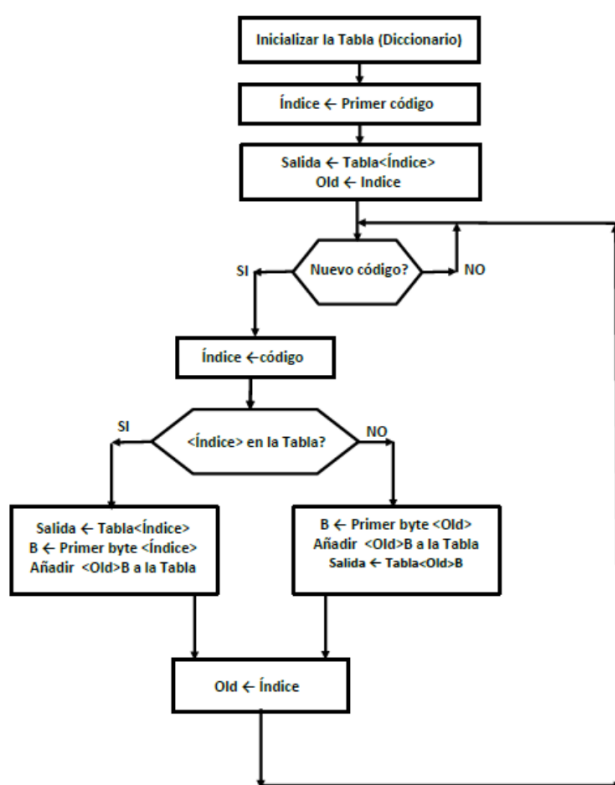 Inicializar la Tabla (Diccionario)
Índice ← Primer código
Salida ← Tabla<Índice>
Old ← Indice
Nuevo código?
SI
NO
Índice ←código
<Índice> en la Tabla?
SI
NO
Salida ← Tabla<Índice>
B ← Primer byte <Índice>
Añadir <Old>B a la Tabla
B ← Primer byte <Old>
Añadir <Old>B a la Tabla
Salida ← Tabla<Old>B
Old ← Índice